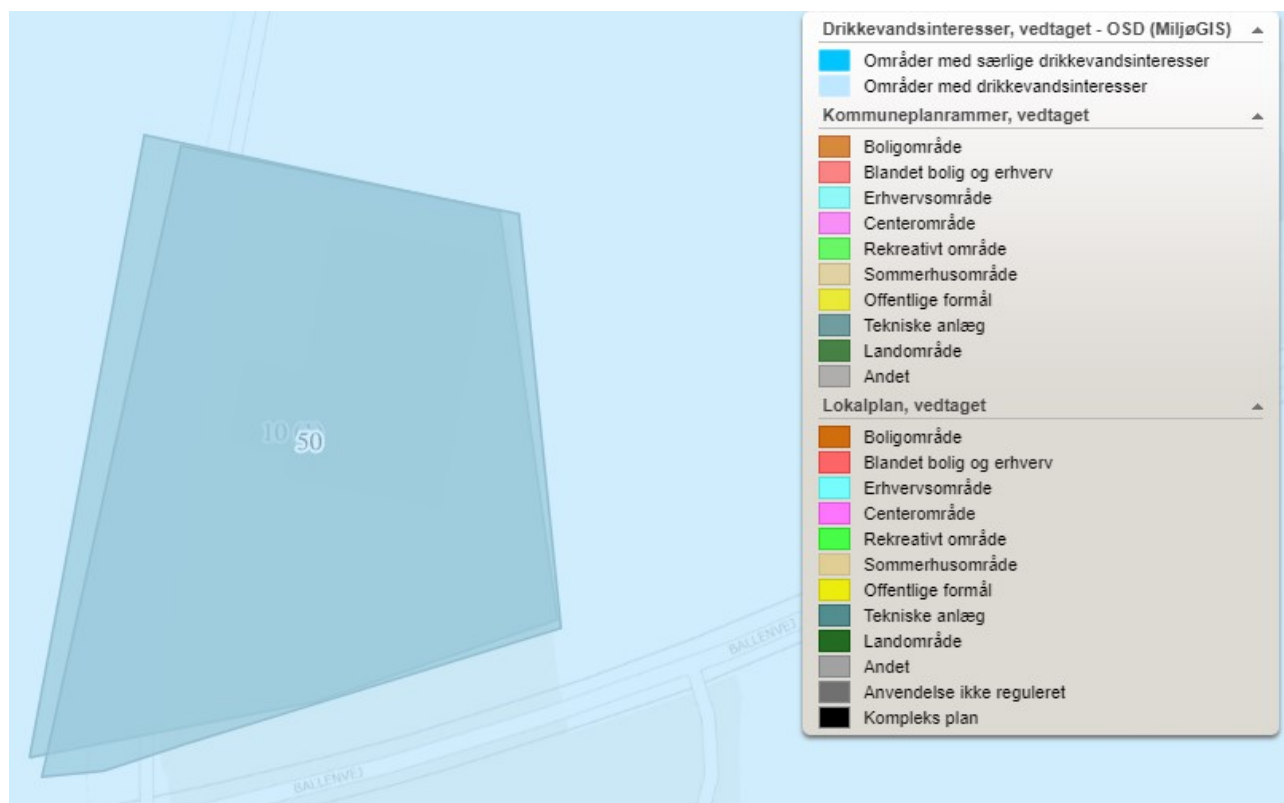 Drikkevandsinteresser, vedtaget - OSD (MiljøGIS)
Områder med særlige drikkevandsinteresser
Områder med drikkevandsinteresser
Kommuneplanrammer, vedtaget
Boligområde
Blandet bolig og erhverv
Erhvervsområde
Centerområde
Rekreativt område
Sommerhusområde
Offentlige formål
Tekniske anlæg
Landområde
Andet
Lokalplan, vedtaget
Boligområde
Blandet bolig og erhverv
Erhvervsområde
Centerområde
Rekreativt område
Sommerhusområde
Offentlige formål
Tekniske anlæg
Landområde
Andet
Anvendelse ikke reguleret
Kompleks plan
10
50
BALLENVEJ
BALLENVEJ